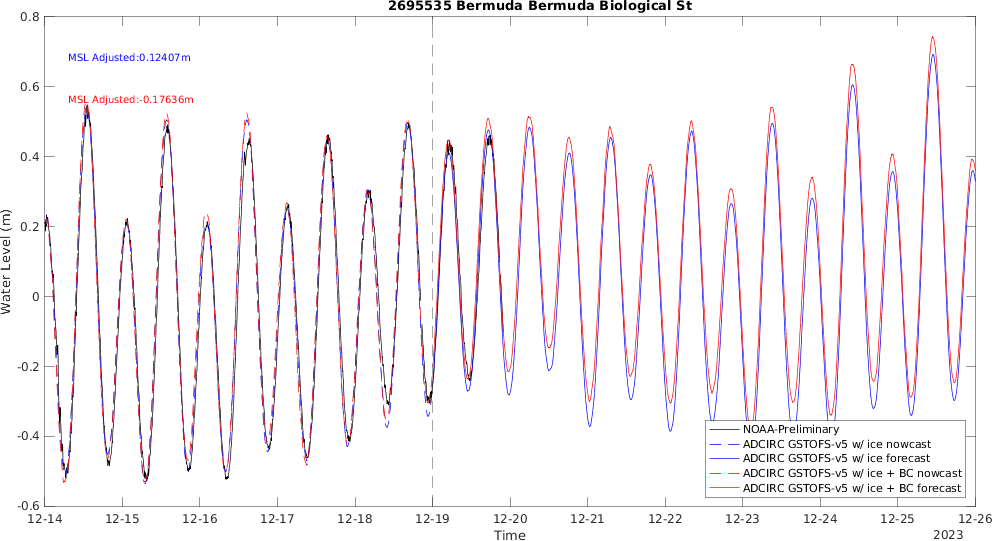 2695535 Bermuda Bermuda Biological St
MSL Adjusted:0.12407m
MSL Adjusted:-0.17636m
Water Level (m)
0.8
0.6
0.4
0.2
0
-0.2
-0.4
-0.6
NOAA-Preliminary
ADCIRC GSTOFS-v5 w/ ice nowcast
ADCIRC GSTOFS-v5 w/ ice forecast
ADCIRC GSTOFS-v5 w/ ice + BC nowcast
ADCIRC GSTOFS-v5 w/ ice + BC forecast
12-14 12-15 12-16 12-17 12-18 12-19 12-20 12-21 12-22 12-23 12-24 12-25 12-26
Time
2023